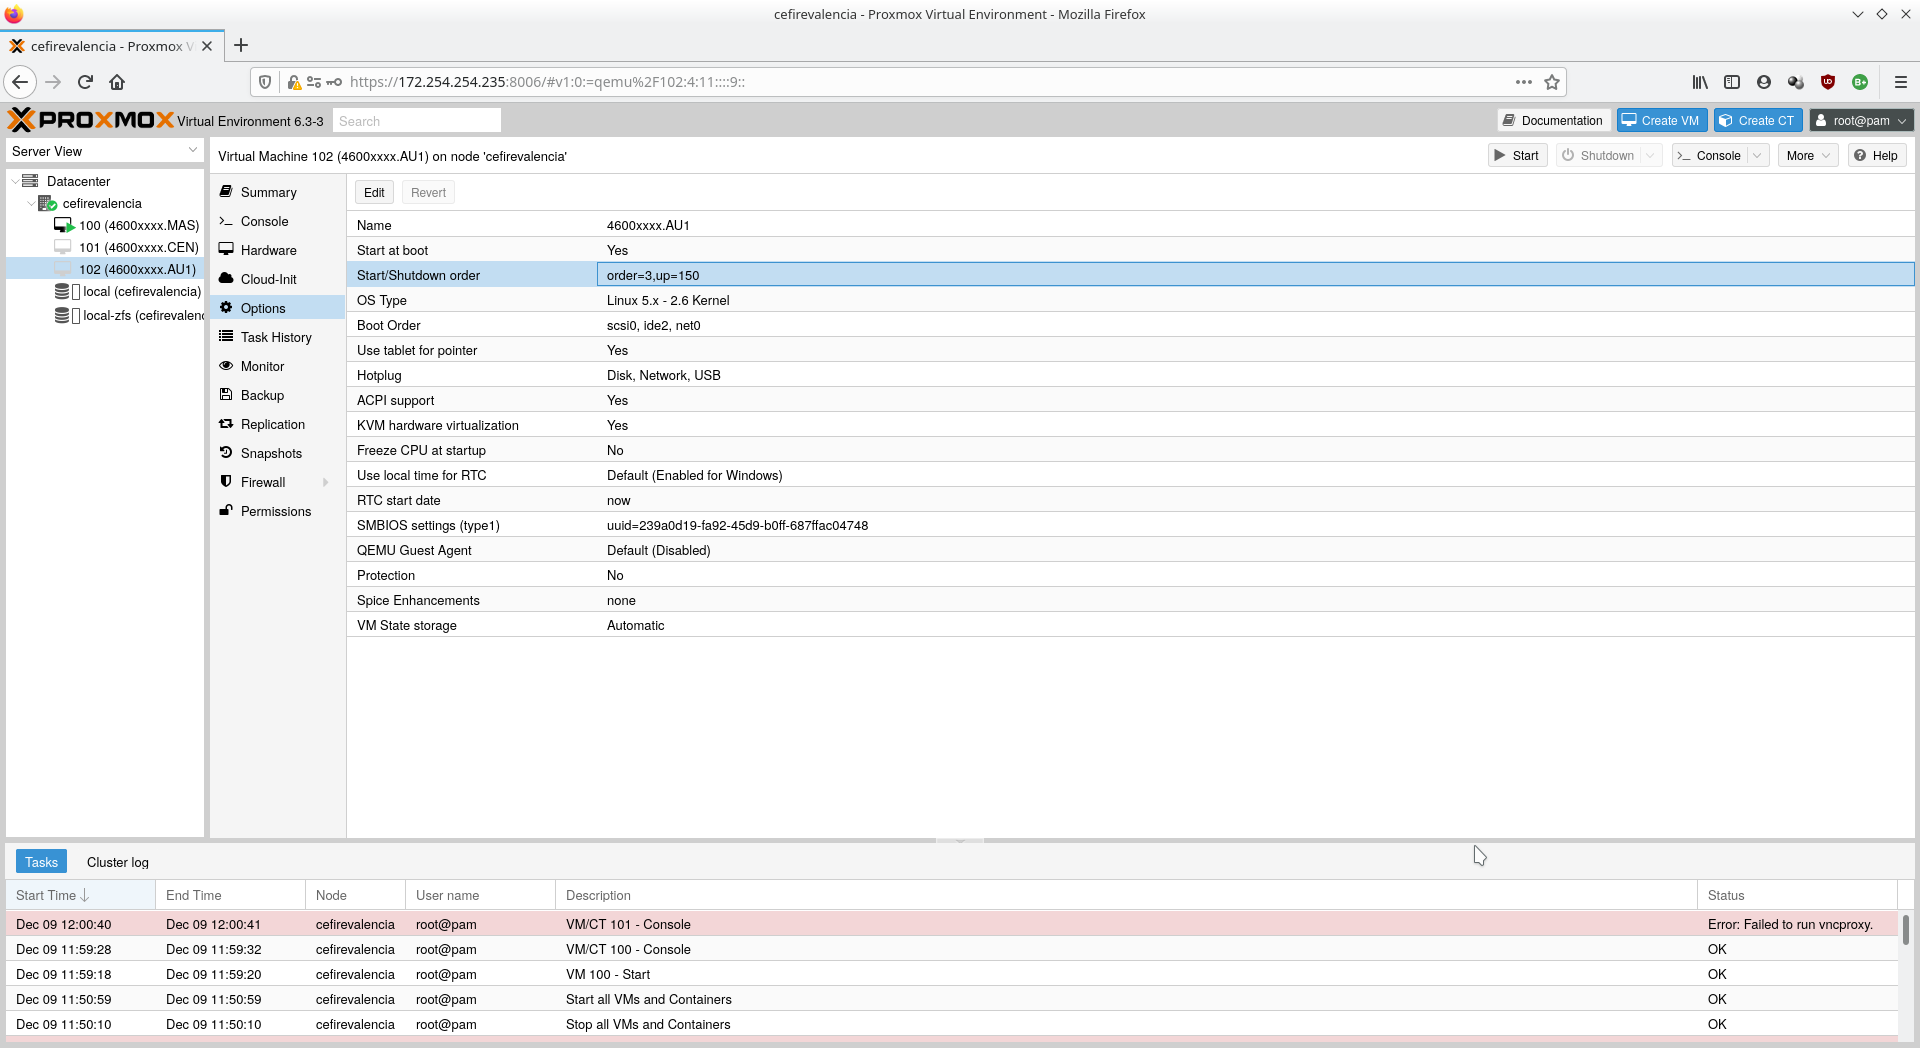 cefirevalencia - Proxmox Virtual Environment - Mozilla Firefox
cefirevalencia - Proxmox V
https://172.254.254.235:8006/#v1:0:=qemu%2F102:4:11::::9::
PROXMOX Virtual Environment 6.3-3 Search Documentation Create VM Create CT root@pam
Server View
Virtual Machine 102 (4600xxxx.AU1) on node 'cefirevalencia' Start Shutdown Console More Help
Datacenter
cefirevalencia
100 (4600xxxx.MAS)
101 (4600xxxx.CEN)
102 (4600xxxx.AU1)
local (cefirevalencia)
local-zfs (cefirevalenc
Summary
Console
Hardware
Cloud-Init
Options
Task History
Monitor
Backup
Replication
Snapshots
Firewall
Permissions
Edit Revert
Name 4600xxxx.AU1
Start at boot Yes
Start/Shutdown order order=3,up=150
OS Type Linux 5.x - 2.6 Kernel
Boot Order scsi0, ide2, net0
Use tablet for pointer Yes
Hotplug Disk, Network, USB
ACPI support Yes
KVM hardware virtualization Yes
Freeze CPU at startup No
Use local time for RTC Default (Enabled for Windows)
RTC start date now
SMBIOS settings (type1) uuid=239a0d19-fa92-45d9-b0ff-687ffac04748
QEMU Guest Agent Default (Disabled)
Protection No
Spice Enhancements none
VM State storage Automatic
Tasks Cluster log
Start Time End Time Node User name Description Status
Dec 09 12:00:40 Dec 09 12:00:41 cefirevalencia root@pam VM/CT 101 - Console Error: Failed to run vncproxy.
Dec 09 11:59:28 Dec 09 11:59:32 cefirevalencia root@pam VM/CT 100 - Console OK
Dec 09 11:59:18 Dec 09 11:59:20 cefirevalencia root@pam VM 100 - Start OK
Dec 09 11:50:59 Dec 09 11:50:59 cefirevalencia root@pam Start all VMs and Containers OK
Dec 09 11:50:10 Dec 09 11:50:10 cefirevalencia root@pam Stop all VMs and Containers OK